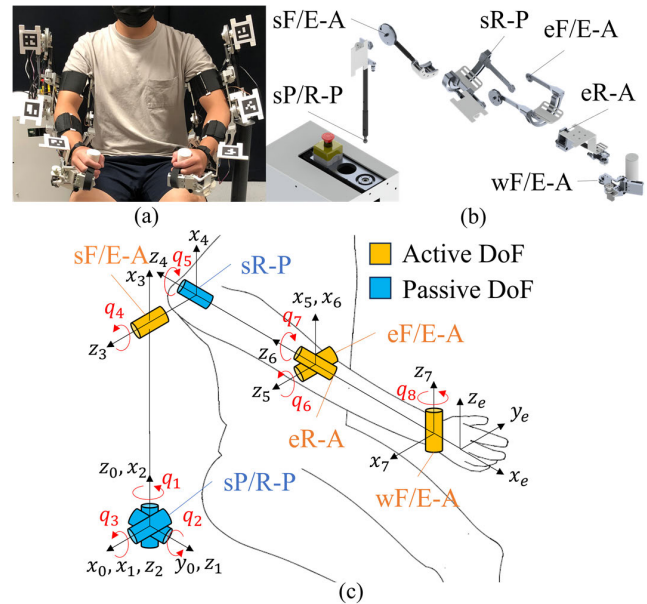 (a)
sF/E-A
sR-P
eF/E-A
sP/R-P
eR-A
wF/E-A
(b)
Active DoF
Passive DoF
sF/E-A
x₄
q₅
z₄
x₃
sR-P
q₄
z₃
x₅, x₆
q₇
eF/E-A
z₆
z₅
q₆
eR-A
z₇
q₈
zₑ
yₑ
x₇
xₑ
wF/E-A
z₀, x₂
q₁
sP/R-P
q₃
q₂
x₀, x₁, z₂
y₀, z₁
(c)